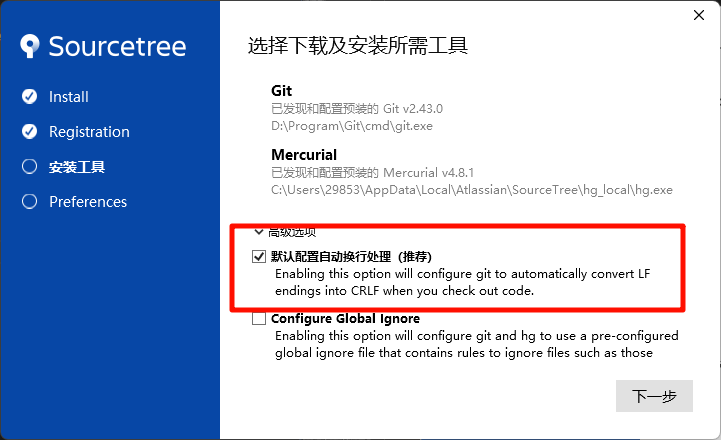 Sourcetree
Install
Registration
安装工具
Preferences
选择下载及安装所需工具
Git
已发现和配置预装的 Git v2.43.0
D:\Program\Git\cmd\git.exe
Mercurial
已发现和配置预装的 Mercurial v4.8.1
C:\Users\29853\AppData\Local\Atlassian\SourceTree\hg_local\hg.exe
高级选项
默认配置自动换行处理（推荐）
Enabling this option will configure git to automatically convert LF
endings into CRLF when you check out code.
Configure Global Ignore
Enabling this option will configure git and hg to use a pre-configured
global ignore file that contains rules to ignore files such as those
下一步